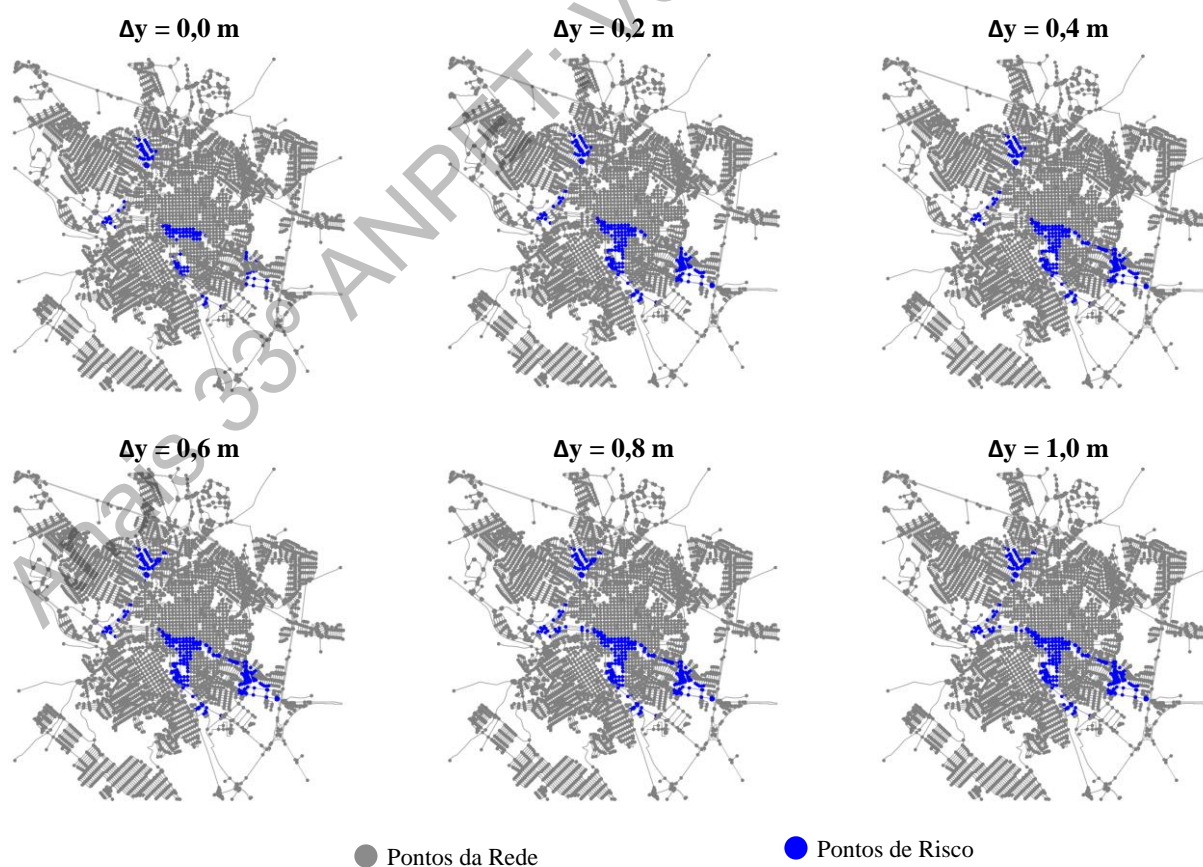 Δy = 0,0 m
Δy = 0,2 m
Δy = 0,4 m
Δy = 0,6 m
Δy = 0,8 m
Δy = 1,0 m
Pontos da Rede
Pontos de Risco
Anais 33º ANPET: